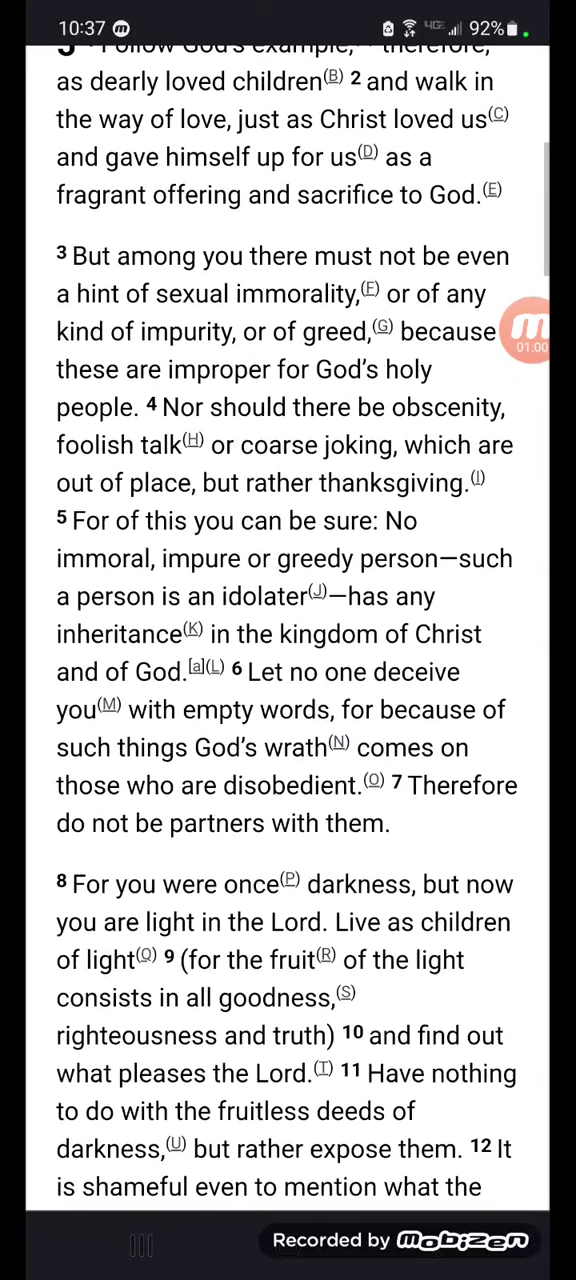 10:37 m 4GE 92%
5 1 Follow God's example, therefore,
as dearly loved children(B) 2 and walk in
the way of love, just as Christ loved us(C)
and gave himself up for us(D) as a
fragrant offering and sacrifice to God.(E)
3 But among you there must not be even
a hint of sexual immorality,(F) or of any
kind of impurity, or of greed,(G) because
m
01:00
these are improper for God's holy
people. 4 Nor should there be obscenity,
foolish talk(H) or coarse joking, which are
out of place, but rather thanksgiving.(I)
5 For of this you can be sure: No
immoral, impure or greedy person—such
a person is an idolater(J)—has any
inheritance(K) in the kingdom of Christ
and of God.[a](L) 6 Let no one deceive
you(M) with empty words, for because of
such things God's wrath(N) comes on
those who are disobedient.(O) 7 Therefore
do not be partners with them.
8 For you were once(P) darkness, but now
you are light in the Lord. Live as children
of light(Q) 9 (for the fruit(R) of the light
consists in all goodness,(S)
righteousness and truth) 10 and find out
what pleases the Lord.(T) 11 Have nothing
to do with the fruitless deeds of
darkness,(U) but rather expose them. 12 It
is shameful even to mention what the
Recorded by mobizen